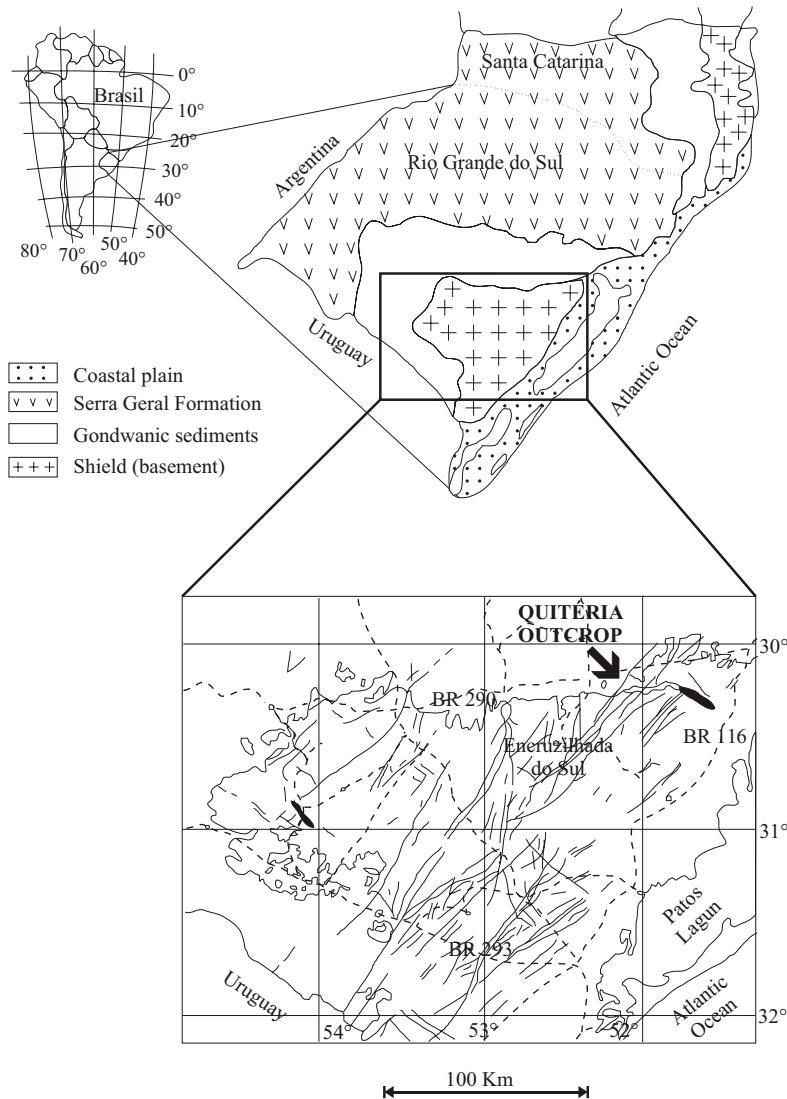 Brasil
0°
10°
20°
30°
40°
50°
80°
70°
60°
50°
40°
Santa Catarina
Rio Grande do Sul
Argentina
Uruguay
Atlantic Ocean
Coastal plain
Serra Geral Formation
Gondwanic sediments
Shield (basement)
QUITÉRIA
OUTCROP
30°
BR 290
BR 116
Encruzilhada
do Sul
31°
Patos
Lagun
BR 293
Uruguay
Atlantic
Ocean
54°
53°
52°
32°
100 Km